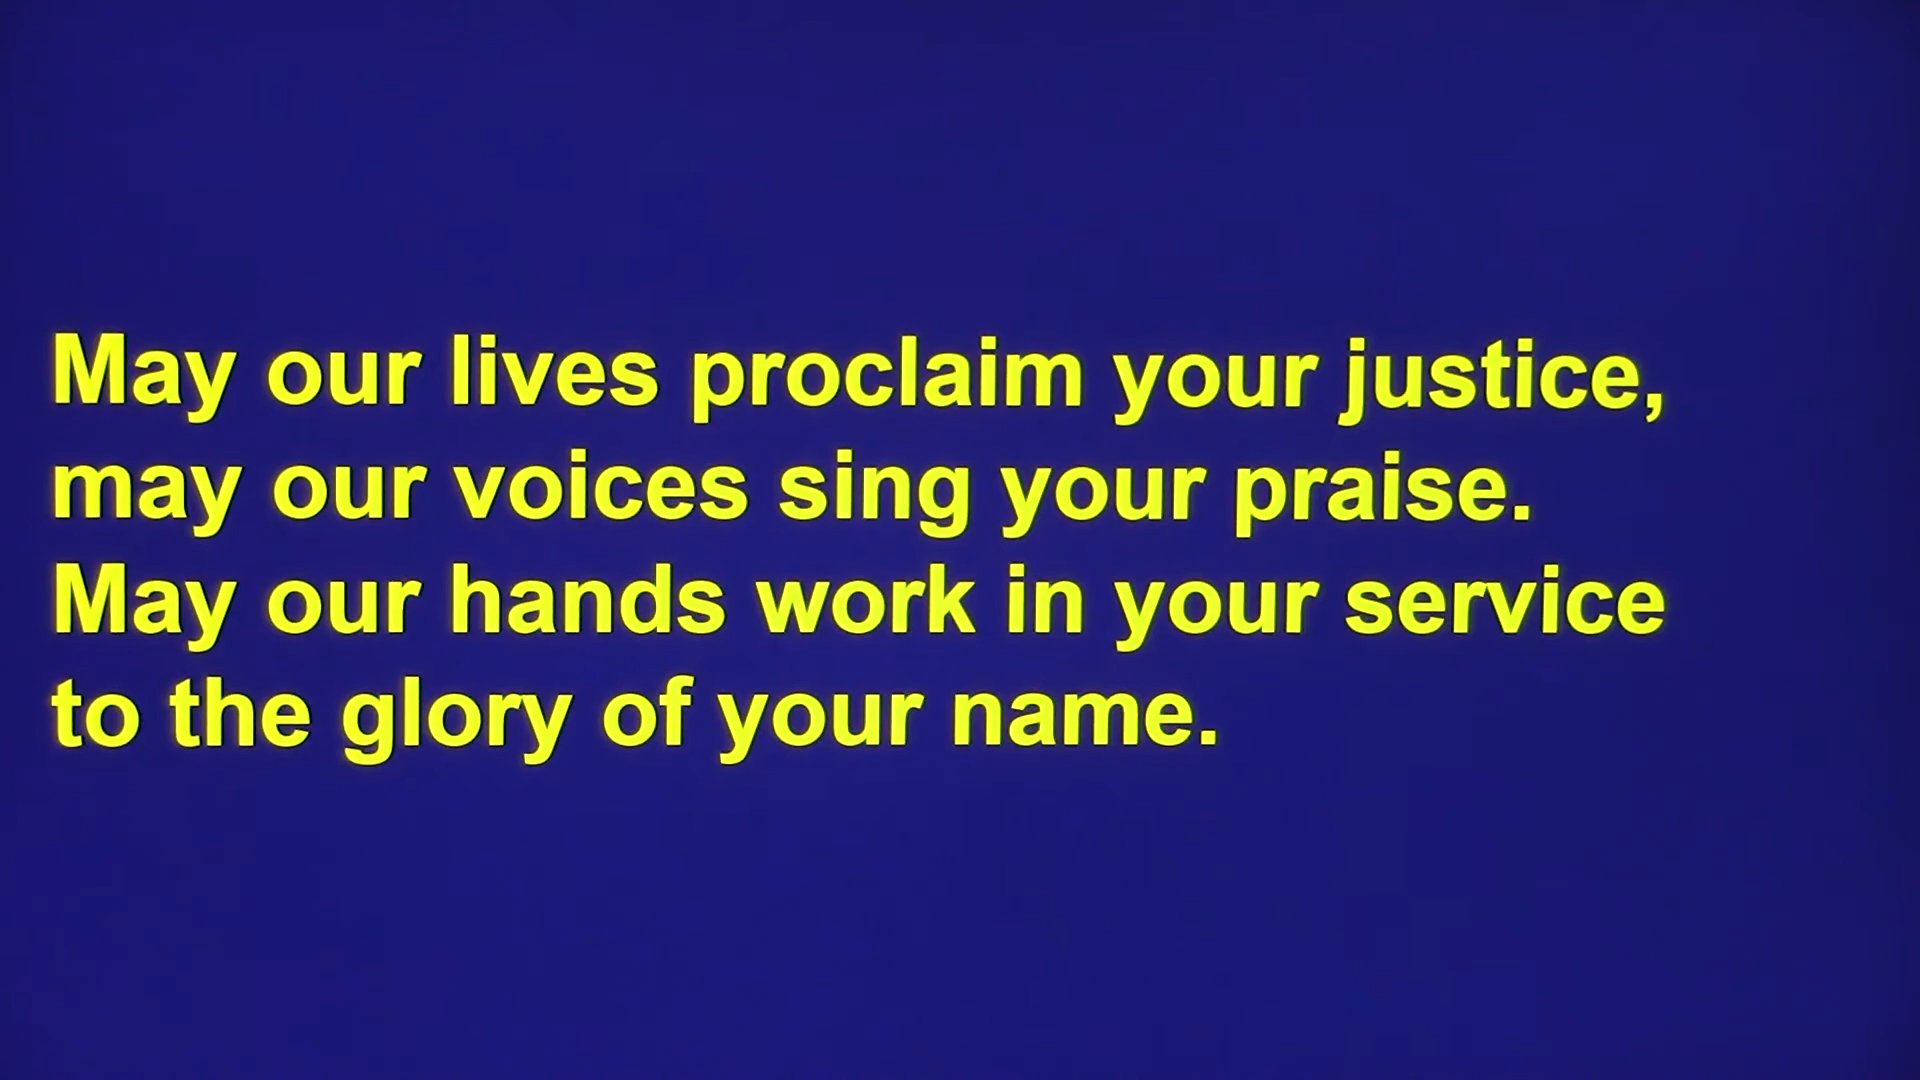 May our lives proclaim your justice,
may our voices sing your praise.
May our hands work in your service
to the glory of your name.